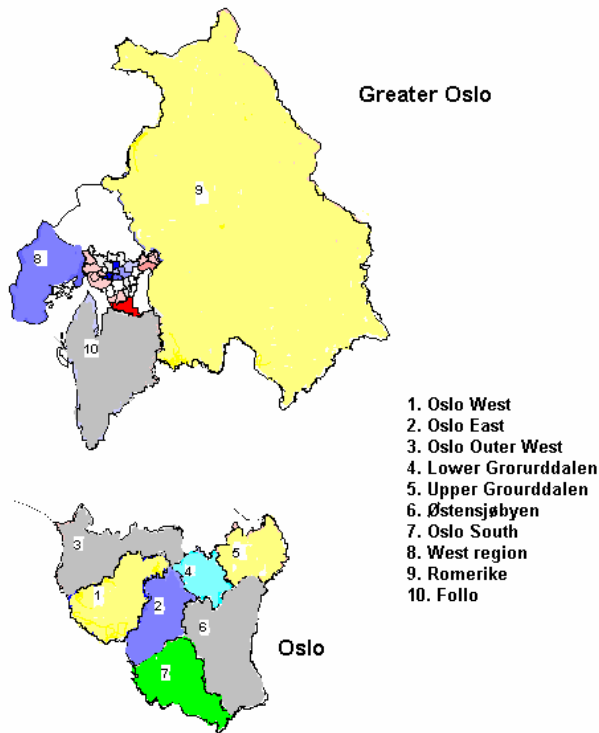 Greater Oslo
9
8
10
1. Oslo West
2. Oslo East
3. Oslo Outer West
4. Lower Grorurddalen
5. Upper Grourddalen
6. Østensjøbyen
7. Oslo South
8. West region
9. Romerike
10. Follo
3
5
4
1
2
6
Oslo
7